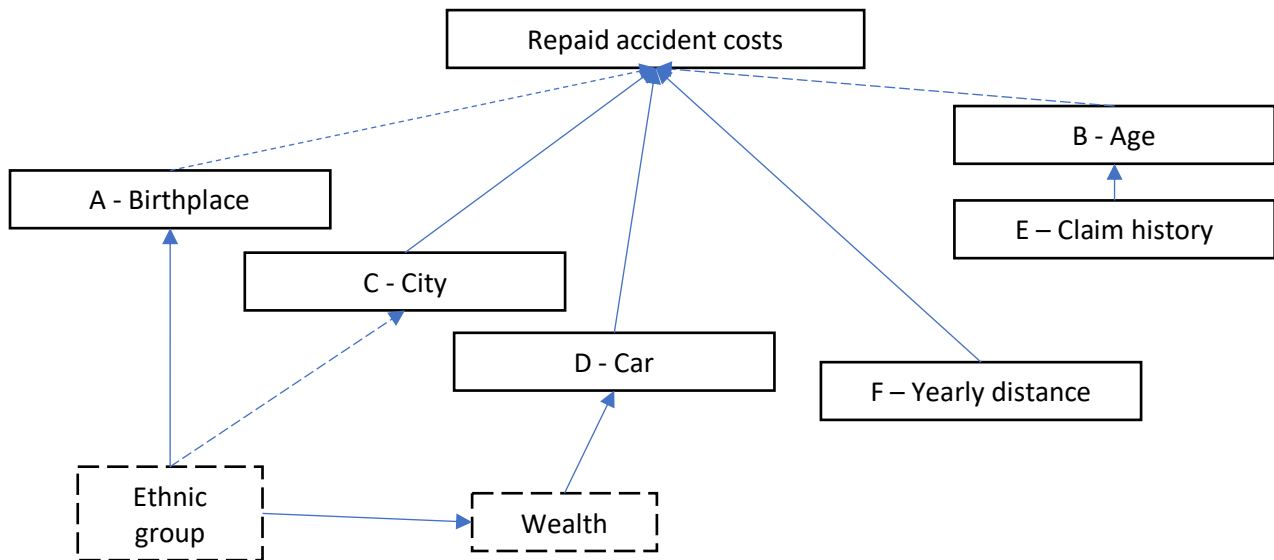 Repaid accident costs
B - Age
A - Birthplace
E – Claim history
C - City
D - Car
F – Yearly distance
Ethnic
group
Wealth